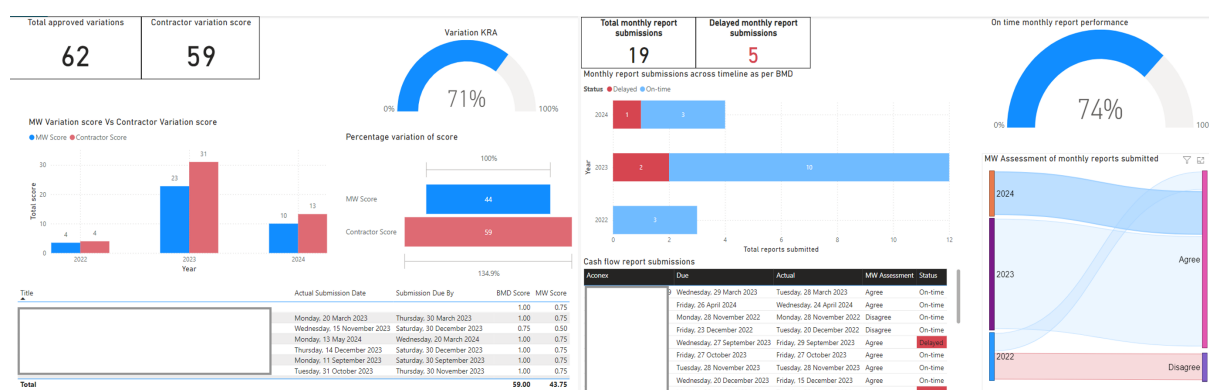 Total approved variations
62
Contractor variation score
59
Variation KRA
71%
0%
100%
MW Variation score Vs Contractor Variation score
MW Score Contractor Score
Total score
30
20
10
0
4 4
23 31
10 13
2022 2023 2024
Year
Percentage variation of score
100%
MW Score 44
Contractor Score 59
134.9%
Title Actual Submission Date Submission Due By BMD Score MW Score
1.00 0.75
Monday, 20 March 2023 Thursday, 30 March 2023 1.00 0.75
Wednesday, 15 November 2023 Saturday, 30 December 2023 0.75 0.50
Monday, 13 May 2024 Wednesday, 20 March 2024 1.00 0.75
Thursday, 14 December 2023 Saturday, 30 December 2023 1.00 0.75
Monday, 11 September 2023 Saturday, 30 September 2023 1.00 0.75
Tuesday, 31 October 2023 Thursday, 30 November 2023 1.00 0.75
Total 59.00 43.75
Total monthly report
submissions
19
Delayed monthly report
submissions
5
Monthly report submissions across timeline as per BMD
Status Delayed On-time
Year
2024 1 3
2023 2 10
2022 3
0 2 4 6 8 10 12
Total reports submitted
Cash flow report submissions
Aconex Due Actual MW Assessment Status
9 Wednesday, 29 March 2023 Tuesday, 28 March 2023 Agree On-time
Friday, 26 April 2024 Wednesday, 24 April 2024 Agree On-time
Monday, 28 November 2022 Monday, 28 November 2022 Disagree On-time
Friday, 23 December 2022 Tuesday, 20 December 2022 Disagree On-time
Wednesday, 27 September 2023 Friday, 29 September 2023 Agree Delayed
Friday, 27 October 2023 Friday, 27 October 2023 Agree On-time
Tuesday, 28 November 2023 Tuesday, 28 November 2023 Agree On-time
Wednesday, 20 December 2023 Friday, 15 December 2023 Agree On-time
On time monthly report performance
74%
0%
100
MW Assessment of monthly reports submitted
2024
2023
2022
Agree
Disagree